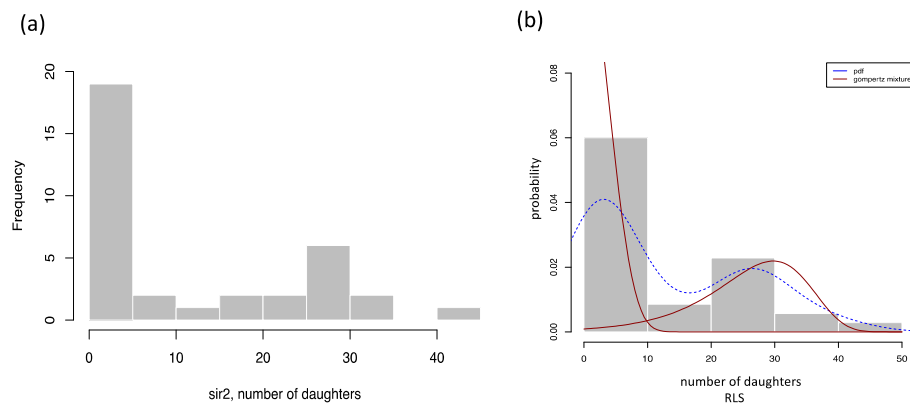 (a)
Frequency
20
15
10
5
0
0 10 20 30 40
sir2, number of daughters
(b)
pdf
gompertz mixture
probability
0.08
0.06
0.04
0.02
0.00
0 10 20 30 40 50
number of daughters
RLS